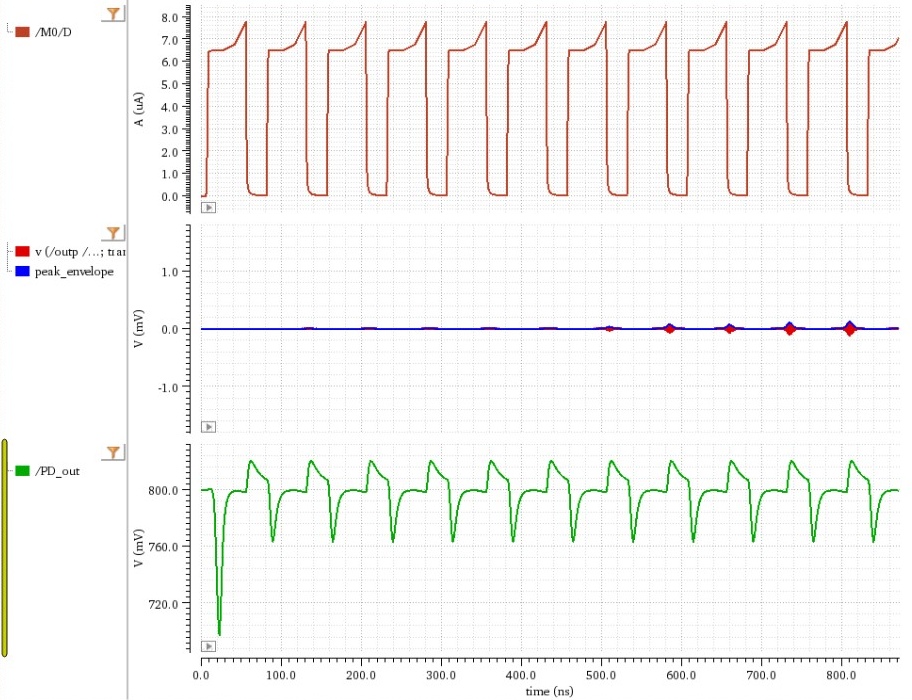 /M0/D
8.0
7.0
6.0
5.0
4.0
3.0
2.0
1.0
0.0
A (uA)
v (/outp /...; tran
peak_envelope
1.0
0.0
-1.0
V (mV)
/PD_out
800.0
760.0
720.0
V (mV)
0.0 100.0 200.0 300.0 400.0 500.0 600.0 700.0 800.0
time (ns)